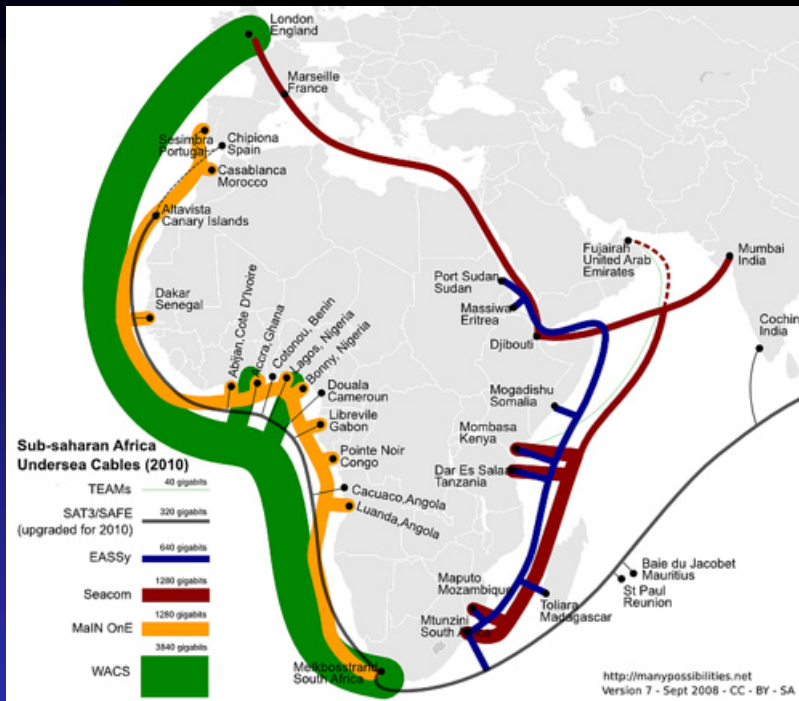 London
England
Marseille
France
Sesimbra
Portugal
Chipiona
Spain
Casablanca
Morocco
Altavista
Canary Islands
Dakar
Senegal
Abijan,Cote D'Ivoire
Accra,Ghana
Cotonou, Benin
Lagos, Nigeria
Bonny, Nigeria
Douala
Cameroun
Libreville
Gabon
Pointe Noir
Congo
Cacuaco,Angola
Luanda,Angola
Port Sudan
Sudan
Massiwa
Eritrea
Djibouti
Fujairah
United Arab
Emirates
Mumbai
India
Cochin
India
Mogadishu
Somalia
Mombasa
Kenya
Dar Es Salaa
Tanzania
Maputo
Mozambique
Mtunzini
South Africa
Toliara
Madagascar
Baie du Jacobet
Mauritius
St Paul
Reunion
Melkbosstrand
South Africa
Sub-saharan Africa
Undersea Cables (2010)
TEAMs 40 gigabits
SAT3/SAFE 320 gigabits
(upgraded for 2010)
EASSy 640 gigabits
Seacom 1280 gigabits
MaIN OnE 1280 gigabits
WACS 3840 gigabits
http://manypossibilities.net
Version 7 - Sept 2008 - CC - BY - SA